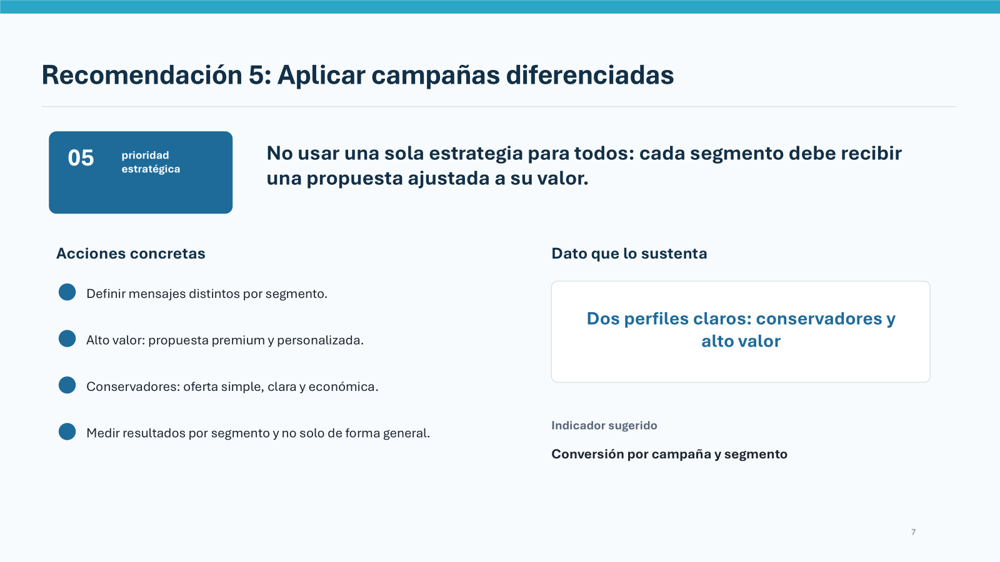 Recomendación 5: Aplicar campañas diferenciadas
05
prioridad
estratégica
No usar una sola estrategia para todos: cada segmento debe recibir
una propuesta ajustada a su valor.
Acciones concretas
Definir mensajes distintos por segmento.
Alto valor: propuesta premium y personalizada.
Conservadores: oferta simple, clara y económica.
Medir resultados por segmento y no solo de forma general.
Dato que lo sustenta
Dos perfiles claros: conservadores y
alto valor
Indicador sugerido
Conversión por campaña y segmento
7